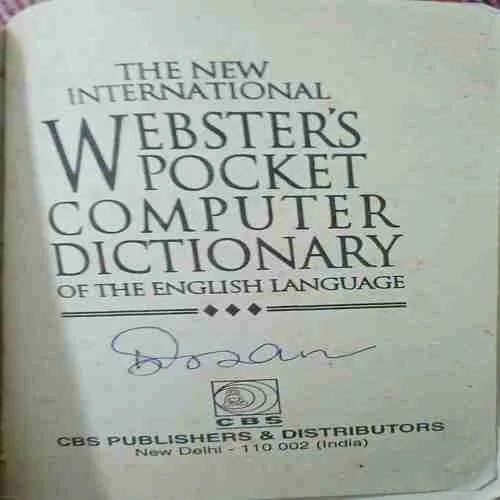 THE NEW
INTERNATIONAL
WEBSTER'S
POCKET
COMPUTER
DICTIONARY
OF THE ENGLISH LANGUAGE
CBS
CBS PUBLISHERS & DISTRIBUTORS
New Delhi - 110 002 (India)